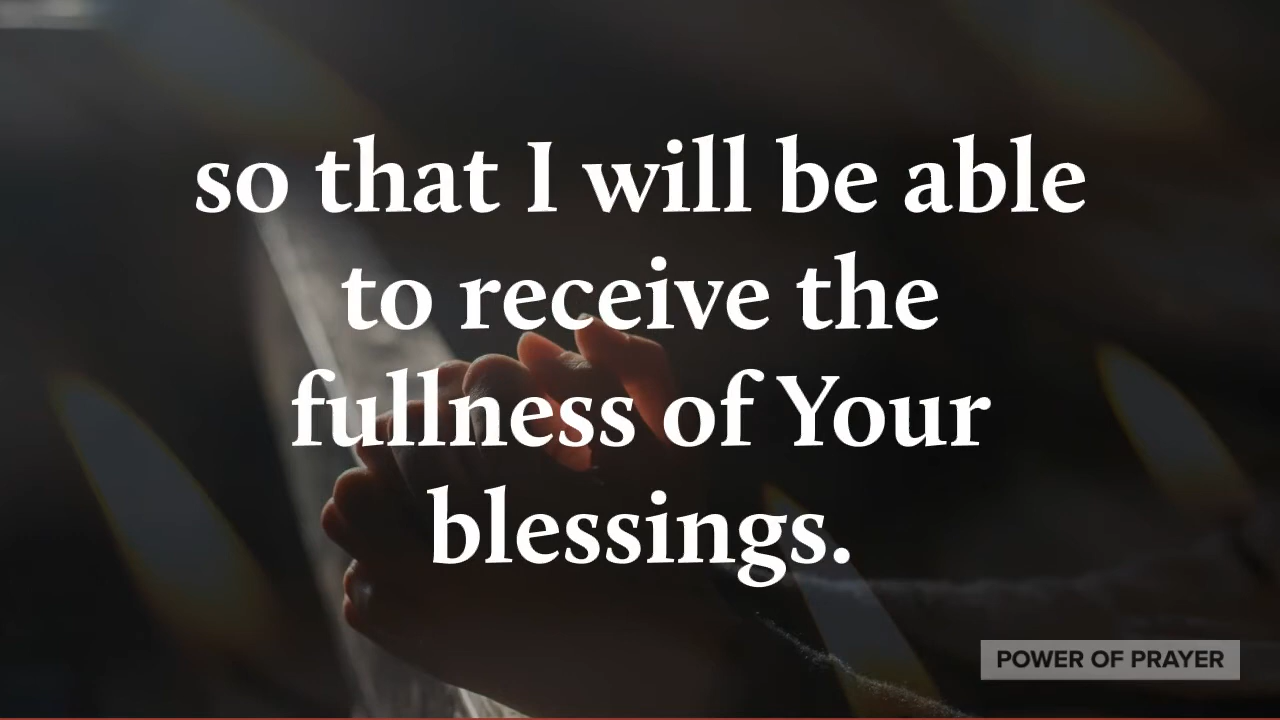 so that I will be able
to receive the
fullness of Your
blessings.
POWER OF PRAYER